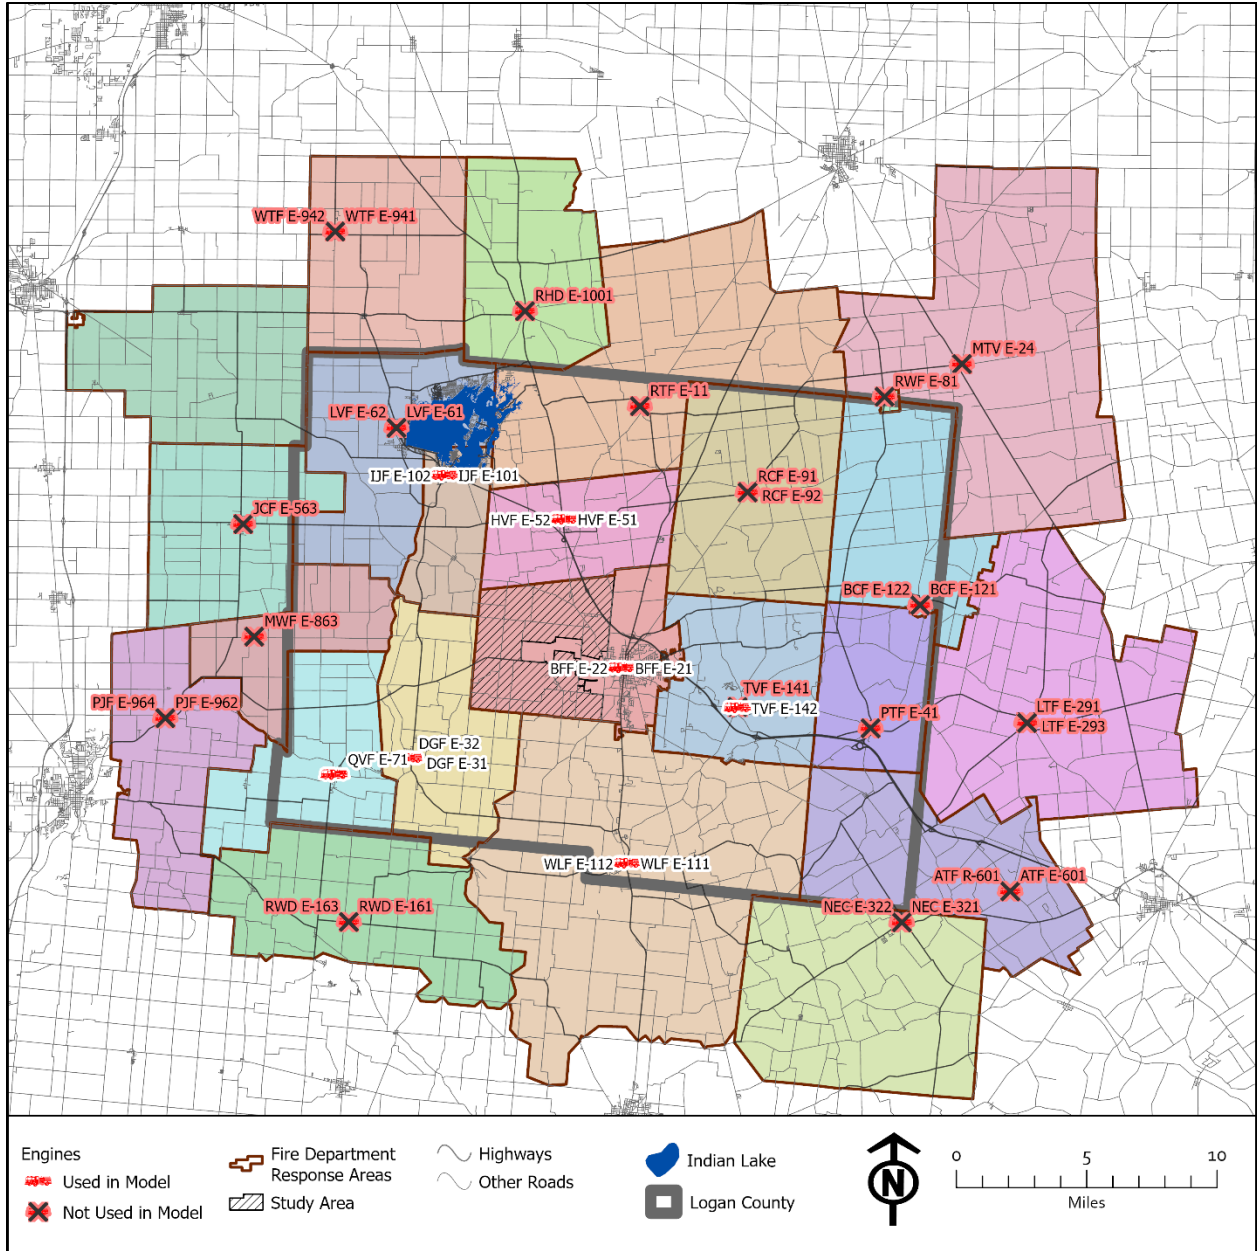 WTF E-942 WTF E-941
RHD E-1001
MTV E-24
RWF E-81
RTF E-11
LVF E-62 LVF E-61
IJF E-102 IJF E-101
RCF E-91
RCF E-92
JCF E-563
HVF E-52 HVF E-51
BCF E-122 BCF E-121
MWF E-863
BFF E-22 BFF E-21
TVF E-141
TVF E-142
PJF E-964 PJF E-962
PTF E-41
LTF E-291
LTF E-293
DGF E-32
QVF E-71 DGF E-31
WLF E-112 WLF E-111
ATF R-601 ATF E-601
RWD E-163 RWD E-161
NEC E-322 NEC E-321
Engines
Used in Model
Not Used in Model
Fire Department
Response Areas
Study Area
Highways
Other Roads
Indian Lake
Logan County
N
0 5 10
Miles